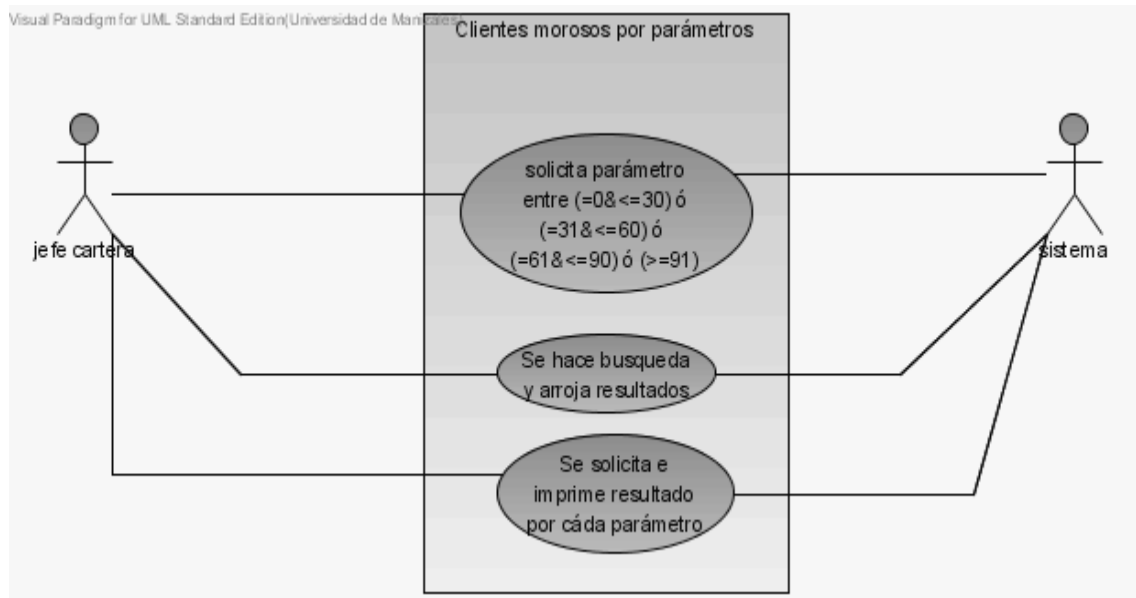 Visual Paradigm for UML Standard Edition(Universidad de Manizales)
Clientes morosos por parámetros
solicita parámetro
entre (=0&<=30) ó
(=31&<=60) ó
(=61&<=90) ó (>=91)
jefe cartera
sistema
Se hace busqueda
y arroja resultados
Se solicita e
imprime resultado
por cáda parámetro